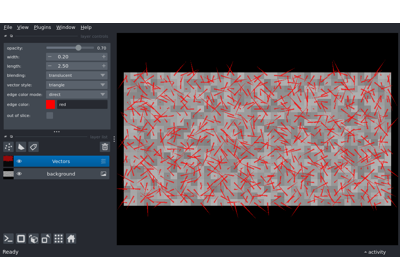 File View Plugins Window Help
opacity: 0.70
width: 0.20
length: 2.50
blending: translucent
vector style: triangle
edge color mode: direct
edge color: red
out of slice:
Vectors
background
Ready
activity